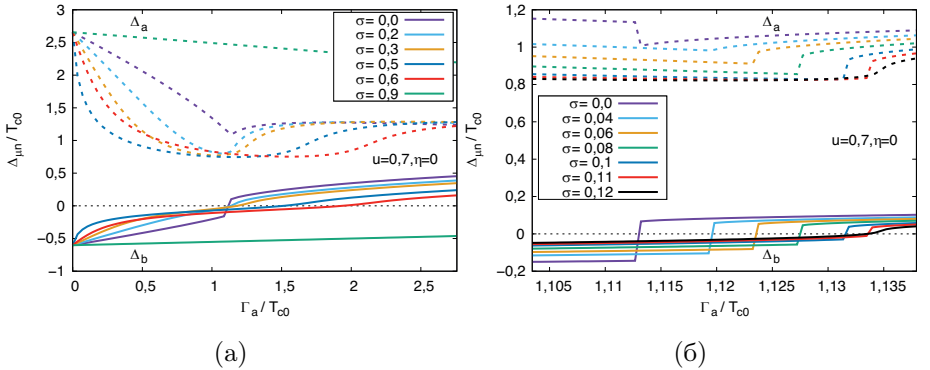 Δa
σ= 0,0
σ= 0,2
σ= 0,3
σ= 0,5
σ= 0,6
σ= 0,9
u=0,7,η=0
Δb
Δμn/ Tc0
3
2,5
2
1,5
1
0,5
0
−0,5
−1
0 0,5 1 1,5 2 2,5
Γa / Tc0
(а)
Δa
σ= 0,0
σ= 0,04
σ= 0,06
σ= 0,08
σ= 0,1
σ= 0,11
σ= 0,12
u=0,7,η=0
Δb
Δμn/ Tc0
1,2
1
0,8
0,6
0,4
0,2
0
−0,2
1,105 1,11 1,115 1,12 1,125 1,13 1,135
Γa / Tc0
(б)